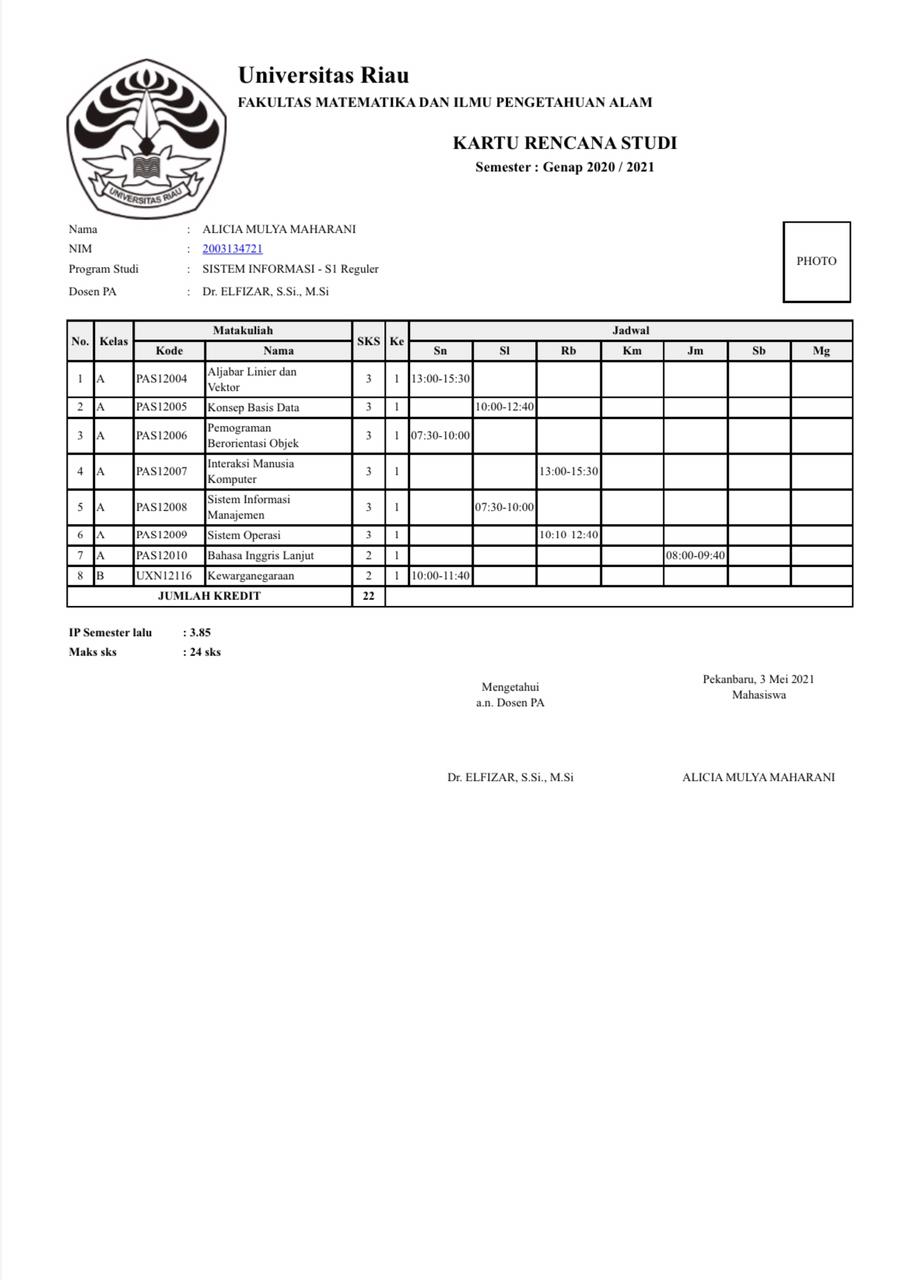 Universitas Riau
FAKULTAS MATEMATIKA DAN ILMU PENGETAHUAN ALAM
KARTU RENCANA STUDI
Semester : Genap 2020 / 2021
UNIVERSITAS RIAU
Nama : ALICIA MULYA MAHARANI
NIM : 2003134721
Program Studi : SISTEM INFORMASI - S1 Reguler
Dosen PA : Dr. ELFIZAR, S.Si., M.Si
PHOTO
No. Kelas Matakuliah SKS Ke Jadwal
Kode Nama Sn Sl Rb Km Jm Sb Mg
1 A PAS12004 Aljabar Linier dan 3 1 13:00-15:30
Vektor
2 A PAS12005 Konsep Basis Data 3 1 10:00-12:40
3 A PAS12006 Pemograman 3 1 07:30-10:00
Berorientasi Objek
4 A PAS12007 Interaksi Manusia 3 1 13:00-15:30
Komputer
5 A PAS12008 Sistem Informasi 3 1 07:30-10:00
Manajemen
6 A PAS12009 Sistem Operasi 3 1 10:10-12:40
7 A PAS12010 Bahasa Inggris Lanjut 2 1 08:00-09:40
8 B UXN12116 Kewarganegaraan 2 1 10:00-11:40
JUMLAH KREDIT 22
IP Semester lalu : 3.85
Maks sks : 24 sks
Mengetahui
a.n. Dosen PA
Dr. ELFIZAR, S.Si., M.Si
Pekanbaru, 3 Mei 2021
Mahasiswa
ALICIA MULYA MAHARANI